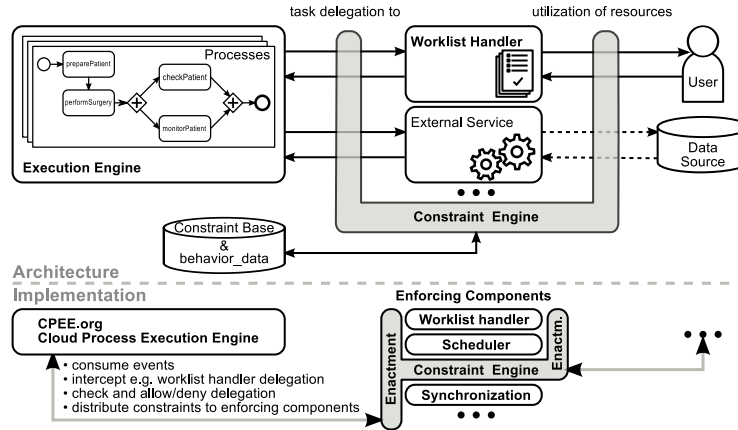 task delegation to
utilization of resources
Processes
preparePatient
performSurgery
checkPatient
monitorPatient
Execution Engine
Worklist Handler
External Service
User
Data
Source
Constraint Engine
Constraint Base
&
behavior_data
Architecture
Implementation
CPEE.org
Cloud Process Execution Engine
• consume events
• intercept e.g. worklist handler delegation
• check and allow/deny delegation
• distribute constraints to enforcing components
Enforcing Components
Enactment
Worklist handler
Scheduler
Constraint Engine
Synchronization
Enactm.